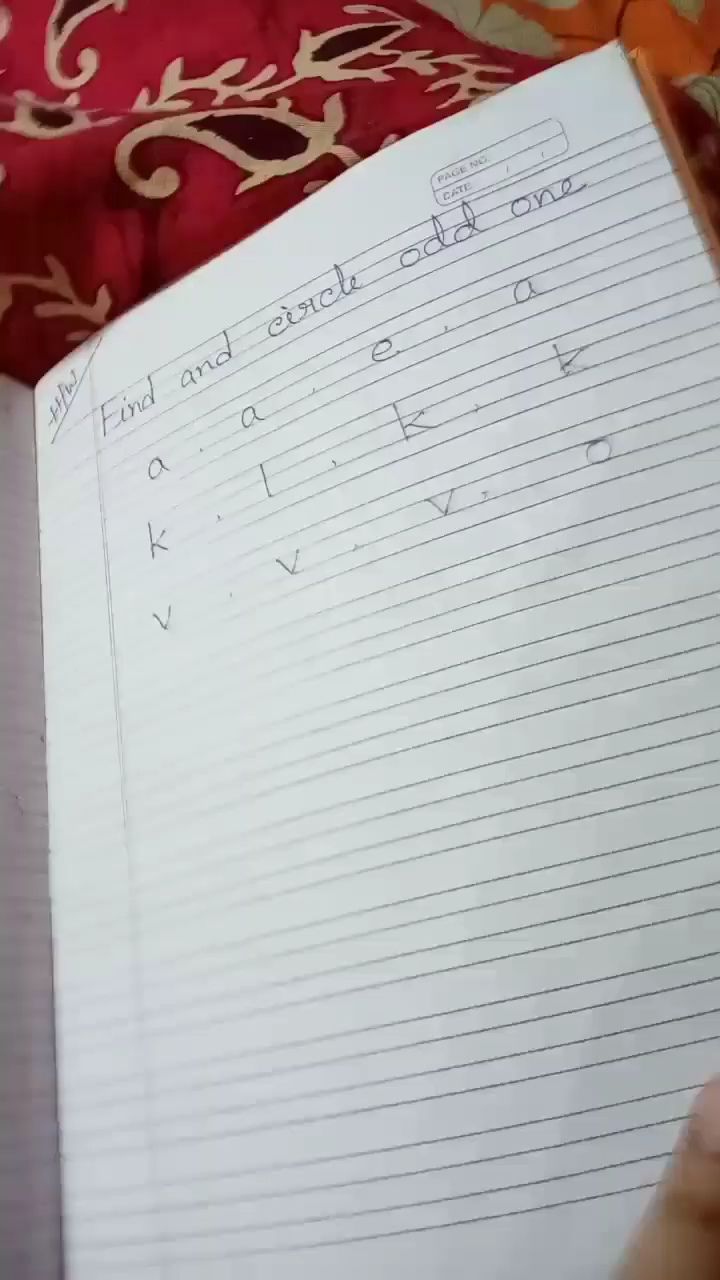 PAGE NO.
DATE / /
H/W
Find and circle odd one
a , a , e , a
k , l , k , k
v , v , v , o